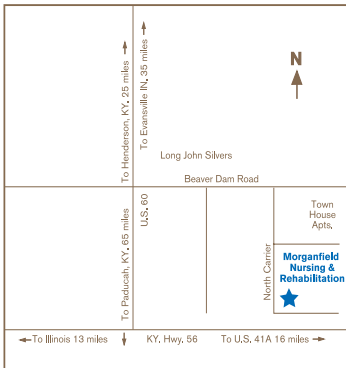 To Henderson, KY. 25 miles
To Evansville IN. 35 miles
N
Long John Silvers
Beaver Dam Road
To Paducah, KY. 65 miles
U.S. 60
North Carrier
Town
House
Apts.
Morganfield
Nursing &
Rehabilitation
To Illinois 13 miles
KY. Hwy. 56
To U.S. 41A 16 miles